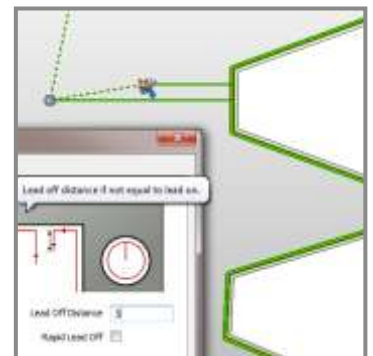 Lead off distance if not equal to lead on.
Lead Off Distance
Rapid Lead Off